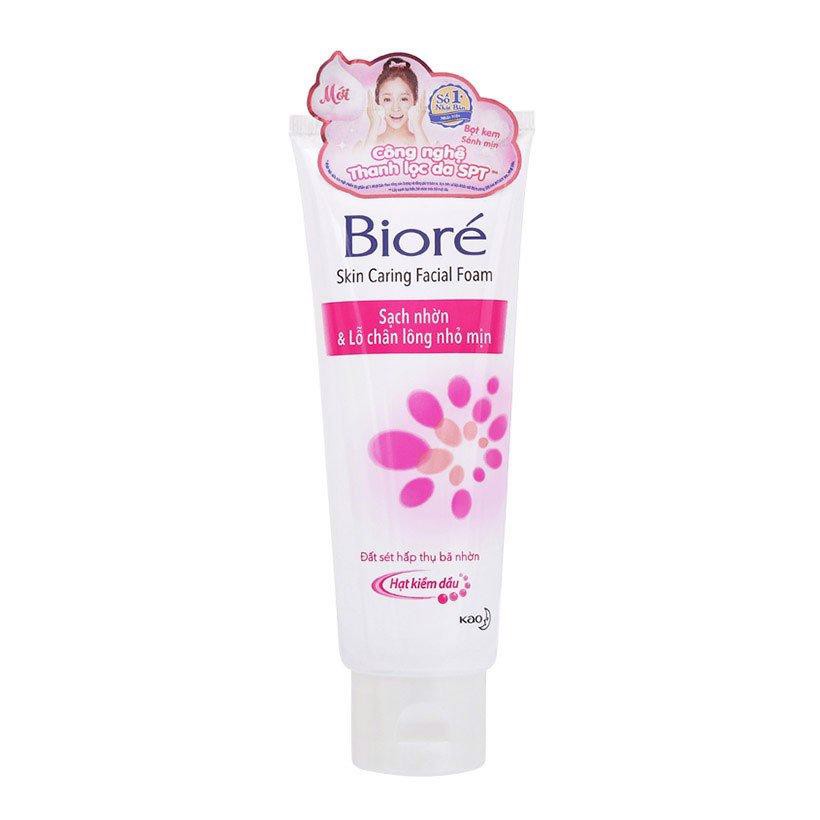 Mới
Số 1
Nhật Bản
Bọt kem
Sánh mịn
Công nghệ
Thanh lọc da SPT
Bioré
Skin Caring Facial Foam
Sạch nhờn
& Lỗ chân lông nhỏ mịn
Đất sét hấp thụ bã nhờn
Hạt kiềm dầu
Kao